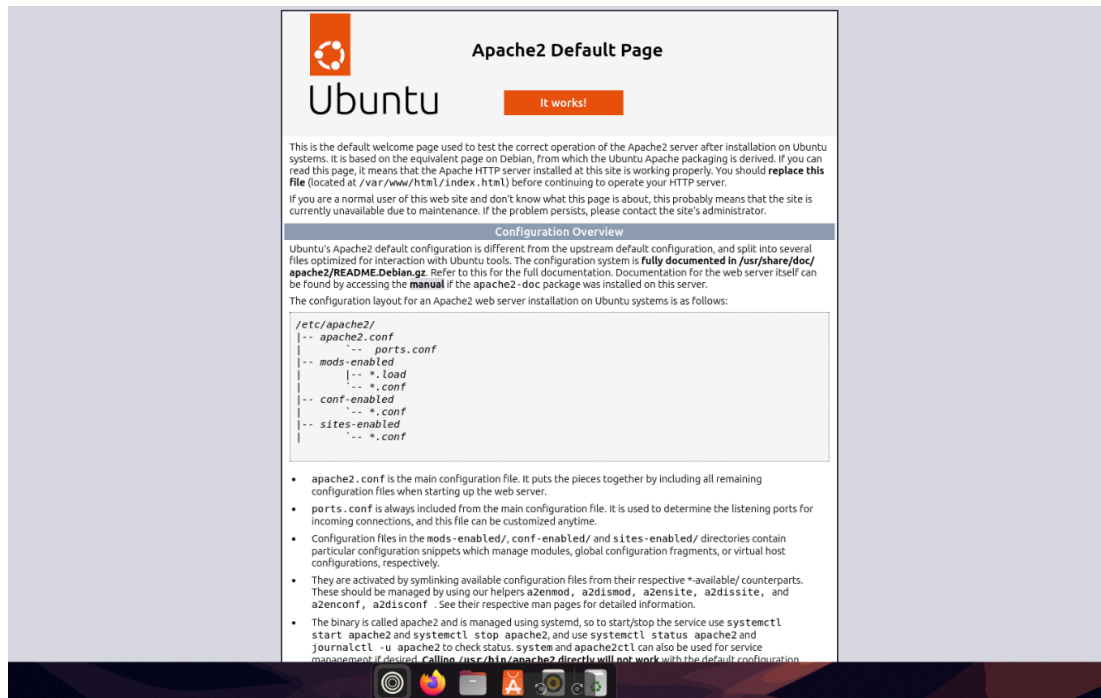 Apache2 Default Page
Ubuntu
It works!
This is the default welcome page used to test the correct operation of the Apache2 server after installation on Ubuntu
systems. It is based on the equivalent page on Debian, from which the Ubuntu Apache packaging is derived. If you can
read this page, it means that the Apache HTTP server installed at this site is working properly. You should replace this
file (located at /var/www/html/index.html) before continuing to operate your HTTP server.
If you are a normal user of this web site and don't know what this page is about, this probably means that the site is
currently unavailable due to maintenance. If the problem persists, please contact the site's administrator.
Configuration Overview
Ubuntu's Apache2 default configuration is different from the upstream default configuration, and split into several
files optimized for interaction with Ubuntu tools. The configuration system is fully documented in /usr/share/doc/
apache2/README.Debian.gz. Refer to this for the full documentation. Documentation for the web server itself can
be found by accessing the manual if the apache2-doc package was installed on this server.
The configuration layout for an Apache2 web server installation on Ubuntu systems is as follows:
/etc/apache2/
|-- apache2.conf
|       `--  ports.conf
|-- mods-enabled
|       |-- *.load
|       `-- *.conf
|-- conf-enabled
|       `-- *.conf
|-- sites-enabled
|       `-- *.conf
• apache2.conf is the main configuration file. It puts the pieces together by including all remaining
configuration files when starting up the web server.
• ports.conf is always included from the main configuration file. It is used to determine the listening ports for
incoming connections, and this file can be customized anytime.
• Configuration files in the mods-enabled/, conf-enabled/ and sites-enabled/ directories contain
particular configuration snippets which manage modules, global configuration fragments, or virtual host
configurations, respectively.
• They are activated by symlinking available configuration files from their respective *-available/ counterparts.
These should be managed by using our helpers a2enmod, a2dismod, a2ensite, a2dissite, and
a2enconf, a2disconf . See their respective man pages for detailed information.
• The binary is called apache2 and is managed using systemd, so to start/stop the service use systemctl
start apache2 and systemctl stop apache2, and use systemctl status apache2 and
journalctl -u apache2 to check status. system and apache2ctl can also be used for service
management if desired. Calling /usr/bin/apache2 directly will not work with the default configuration.